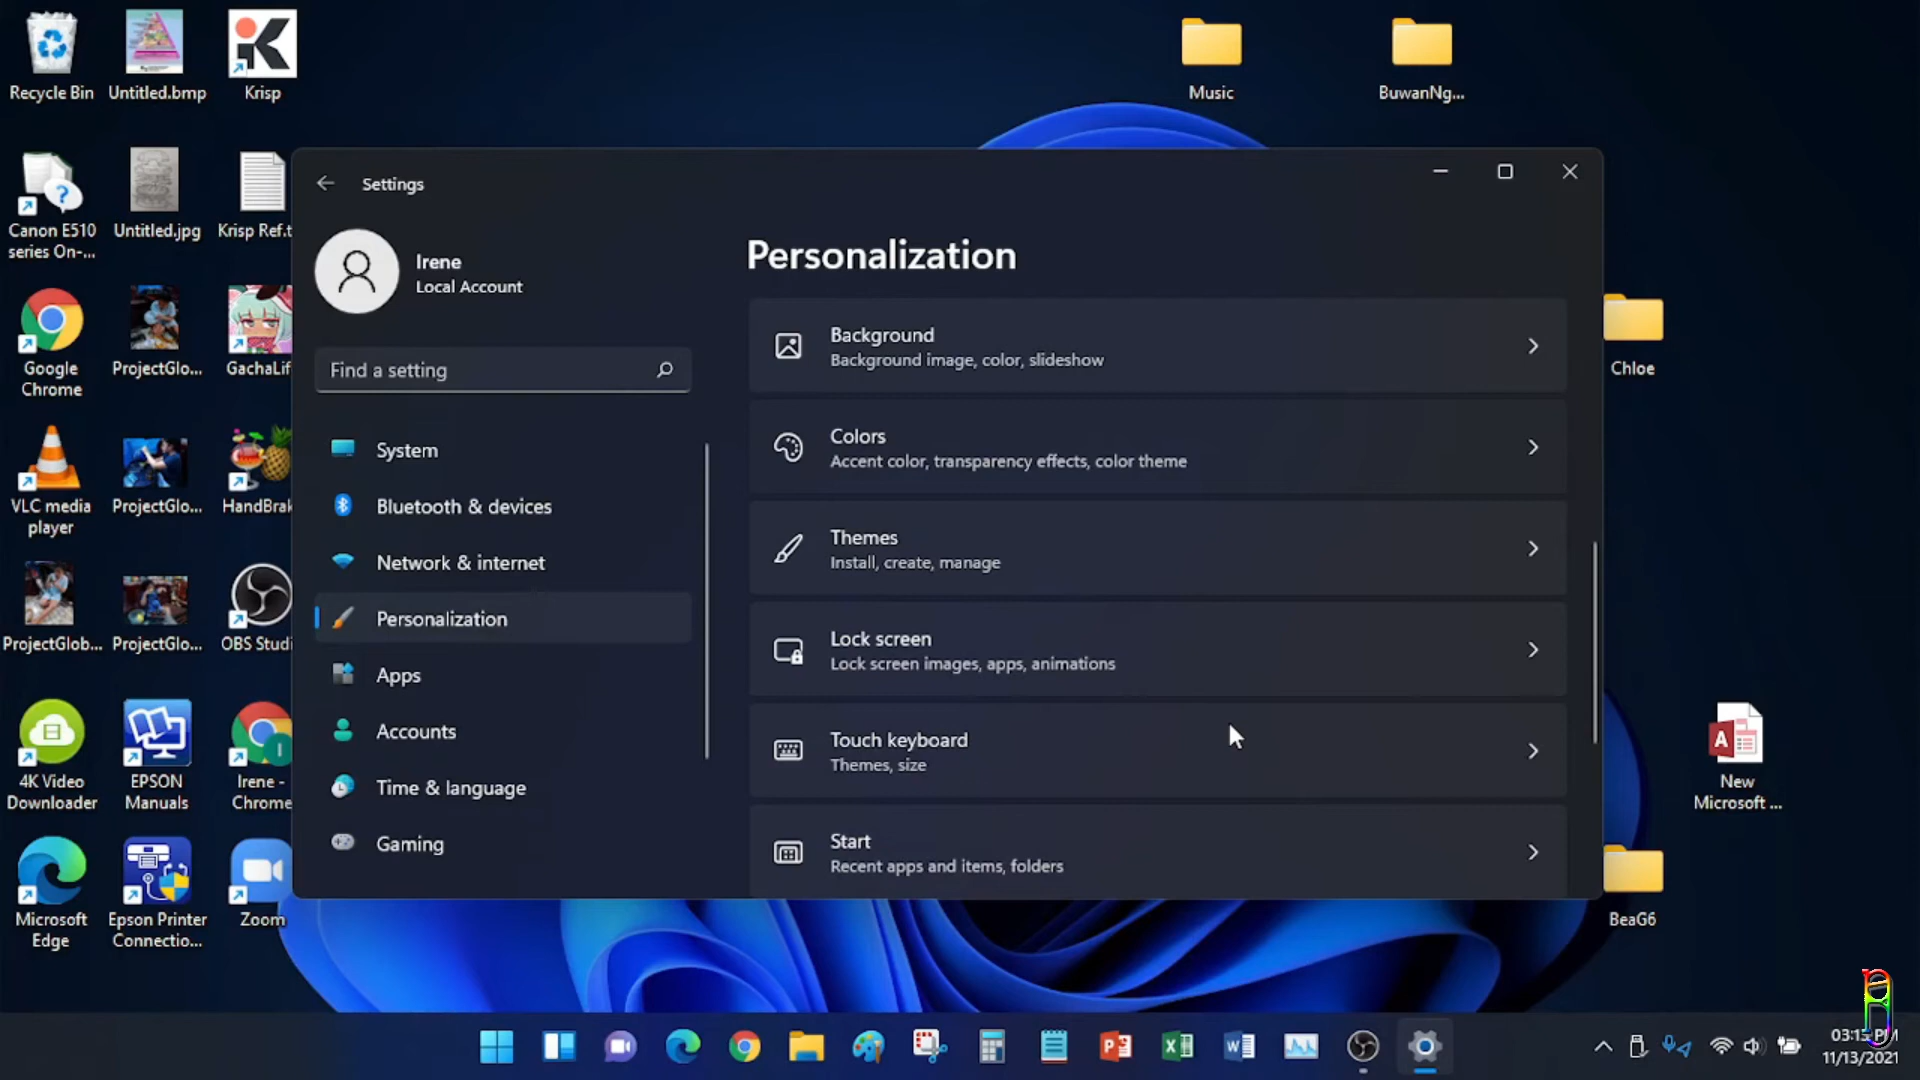 Recycle Bin
Untitled.bmp
Krisp
Music
BuwanNg...
Canon E510
series On-...
Untitled.jpg
Krisp Ref.t
Google
Chrome
ProjectGlo...
GachaLif
VLC media
player
ProjectGlo...
HandBrak
ProjectGlob...
ProjectGlo...
OBS Studi
4K Video
Downloader
EPSON
Manuals
Irene -
Chrome
Microsoft
Edge
Epson Printer
Connectio...
Zoom
Settings
Irene
Local Account
Find a setting
System
Bluetooth & devices
Network & internet
Personalization
Apps
Accounts
Time & language
Gaming
Personalization
Background
Background image, color, slideshow
Colors
Accent color, transparency effects, color theme
Themes
Install, create, manage
Lock screen
Lock screen images, apps, animations
Touch keyboard
Themes, size
Start
Recent apps and items, folders
Chloe
New
Microsoft ...
BeaG6
03:15 PM
11/13/2021